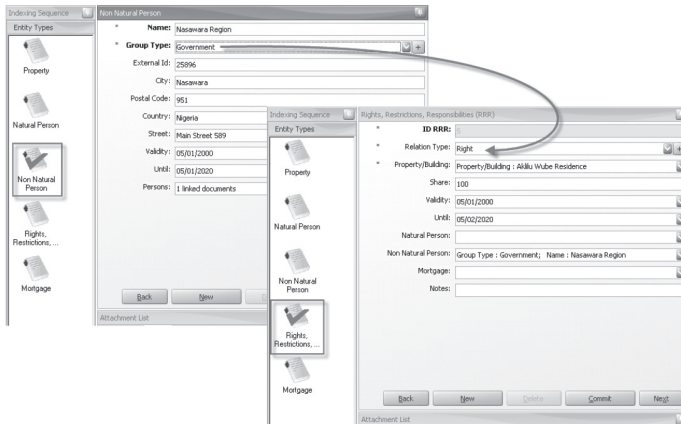 Indexing Sequence
Entity Types
Property
Natural Person
Non Natural
Person
Rights,
Restrictions, ...
Mortgage
Non Natural Person
* Name: Nasawara Region
* Group Type: Government
External Id: 25896
City: Nasawara
Postal Code: 951
Country: Nigeria
Street: Main Street 589
Validity: 05/01/2000
Until: 05/01/2020
Persons: 1 linked documents
Back New
Attachment List
Indexing Sequence
Entity Types
Property
Natural Person
Non Natural
Person
Rights,
Restrictions, ...
Mortgage
Rights, Restrictions, Responsibilities (RRR)
* ID RRR:
* Relation Type: Right
* Property/Building: Property/Building : Aklilu Wube Residence
Share: 100
Validity: 05/01/2000
Until: 05/02/2020
Natural Person:
Non Natural Person: Group Type : Government; Name : Nasawara Region
Mortgage:
Notes:
Back New Delete Commit Next
Attachment List